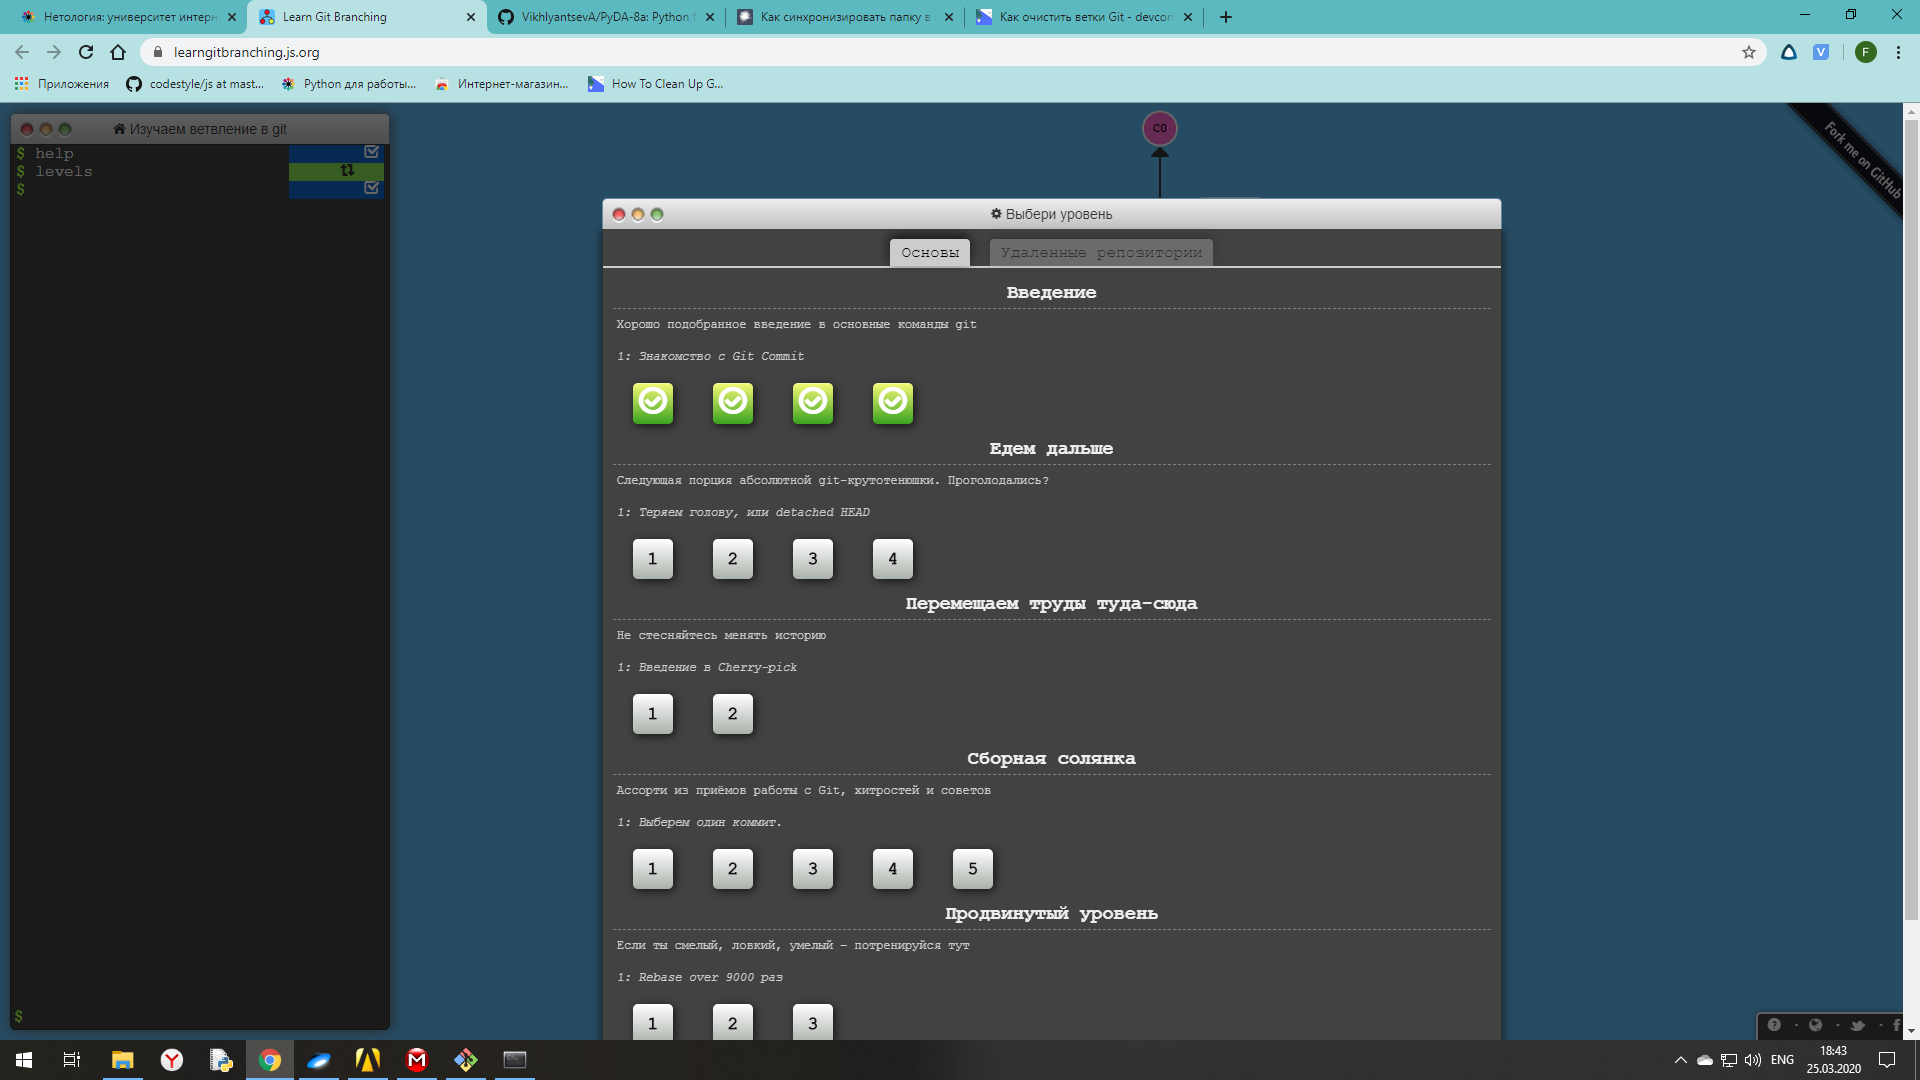 Нетология: университет интерн
Learn Git Branching
VikhlyantsevA/PyDA-8a: Python f
Как синхронизировать папку в
Как очистить ветки Git - devcon
learngitbranching.js.org
V
F
Приложения
codestyle/js at mast...
Python для работы...
Интернет-магазин...
How To Clean Up G...
Изучаем ветвление в git
$ help
$ levels
$
$
C0
Fork me on GitHub
Выбери уровень
Основы
Удаленные репозитории
Введение
Хорошо подобранное введение в основные команды git
1: Знакомство с Git Commit
Едем дальше
Следующая порция абсолютной git-крутотенюшки. Проголодались?
1: Теряем голову, или detached HEAD
1 2 3 4
Перемещаем труды туда-сюда
Не стесняйтесь менять историю
1: Введение в Cherry-pick
1 2
Сборная солянка
Ассорти из приёмов работы с Git, хитростей и советов
1: Выберем один коммит.
1 2 3 4 5
Продвинутый уровень
Если ты смелый, ловкий, умелый - потренируйся тут
1: Rebase over 9000 раз
1 2 3
ENG
18:43
25.03.2020